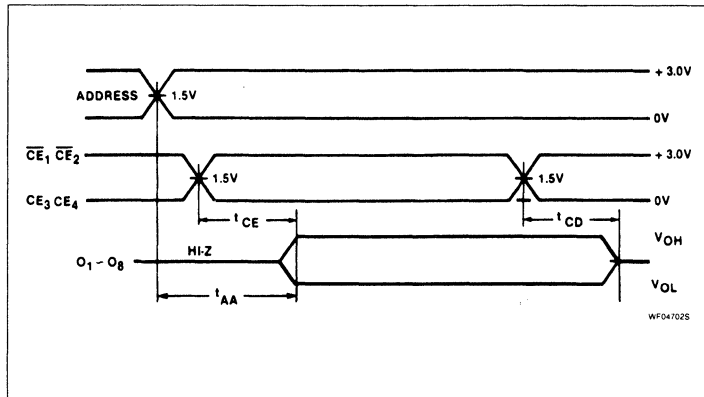 + 3.0V
ADDRESS
1.5V
0V
CE1 CE2
+ 3.0V
1.5V
1.5V
CE3 CE4
0V
tCE
tCD
HI-Z
VOH
O1 – O8
tAA
VOL
WF04702S